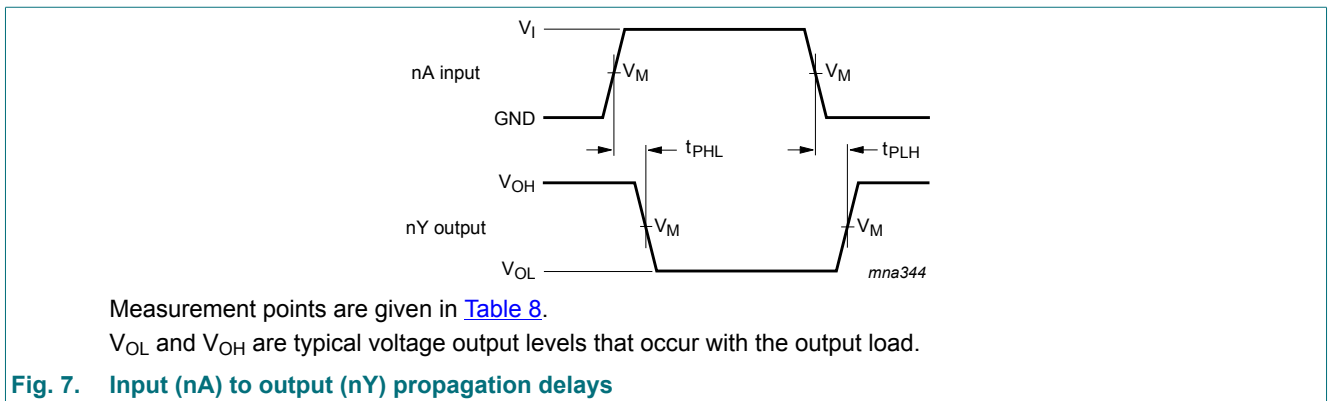 V_I
nA input
V_M
V_M
GND
t_PHL
t_PLH
V_OH
nY output
V_M
V_M
V_OL
mna344
Measurement points are given in Table 8.
V_OL and V_OH are typical voltage output levels that occur with the output load.
Fig. 7. Input (nA) to output (nY) propagation delays